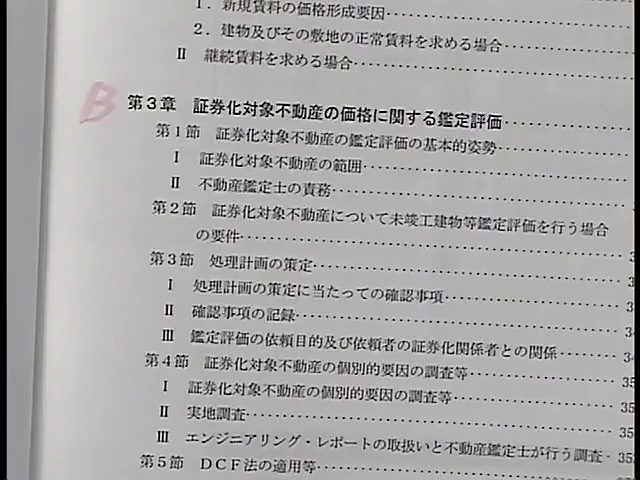 1．新規賃料の価格形成要因
2．建物及びその敷地の正常賃料を求める場合
Ⅱ 継続賃料を求める場合
B 第3章 証券化対象不動産の価格に関する鑑定評価
第1節 証券化対象不動産の鑑定評価の基本的姿勢
Ⅰ 証券化対象不動産の範囲
Ⅱ 不動産鑑定士の責務
第2節 証券化対象不動産について未竣工建物等鑑定評価を行う場合
の要件
第3節 処理計画の策定
Ⅰ 処理計画の策定に当たっての確認事項
Ⅱ 確認事項の記録
Ⅲ 鑑定評価の依頼目的及び依頼者の証券化関係者との関係
第4節 証券化対象不動産の個別的要因の調査等
Ⅰ 証券化対象不動産の個別的要因の調査等
Ⅱ 実地調査
Ⅲ エンジニアリング・レポートの取扱いと不動産鑑定士が行う調査
第5節 DCF法の適用等